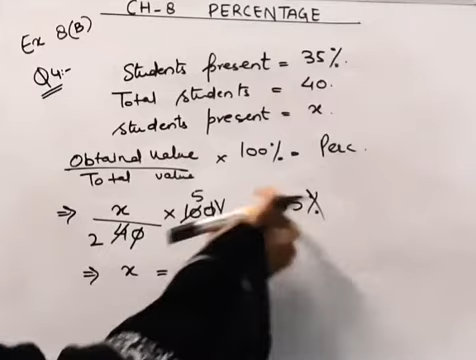 CH-8 PERCENTAGE
Ex 8(B)
Q4:- Students present = 35%.
Total students = 40.
Students present = x.
Obtained value / Total value × 100% = Perc.
⇒ x / 2 40 × 5 100% 5%
⇒ x =